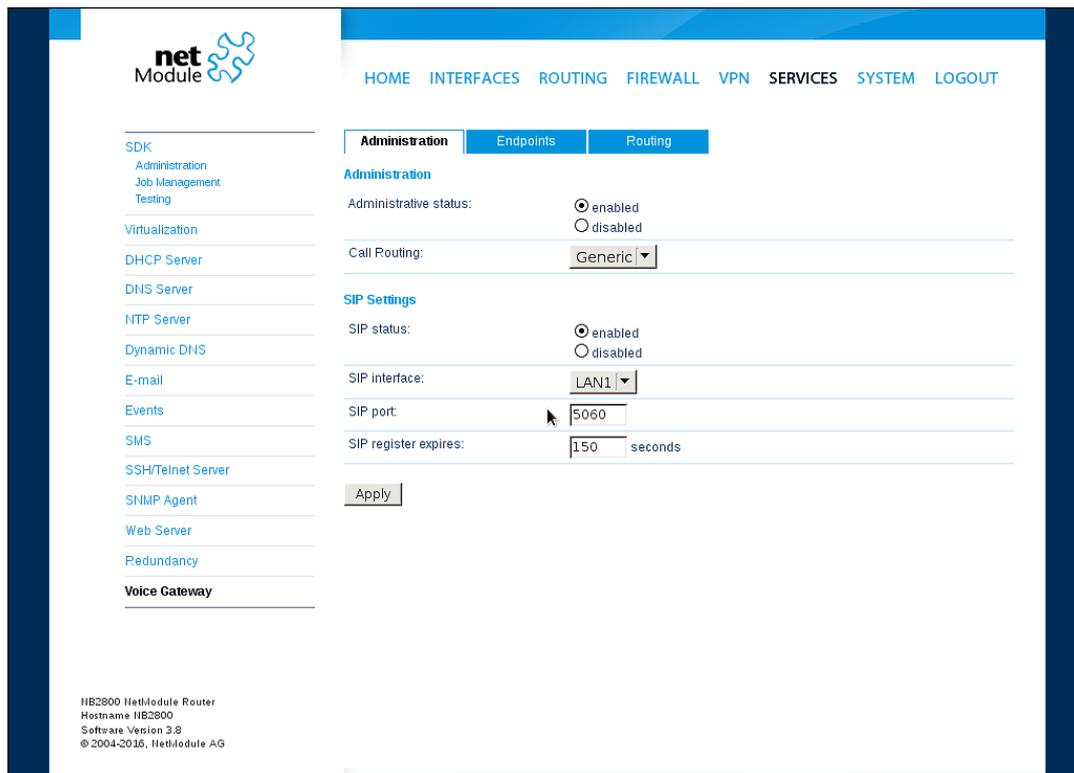 net
Module
HOME INTERFACES ROUTING FIREWALL VPN SERVICES SYSTEM LOGOUT
SDK
Administration
Job Management
Testing
Virtualization
DHCP Server
DNS Server
NTP Server
Dynamic DNS
E-mail
Events
SMS
SSH/Telnet Server
SNMP Agent
Web Server
Redundancy
Voice Gateway
Administration Endpoints Routing
Administration
Administrative status:
enabled
disabled
Call Routing: Generic
SIP Settings
SIP status:
enabled
disabled
SIP interface: LAN1
SIP port: 5060
SIP register expires: 150 seconds
Apply
NB2800 NetModule Router
Hostname NB2800
Software Version 3.8
© 2004-2016, NetModule AG